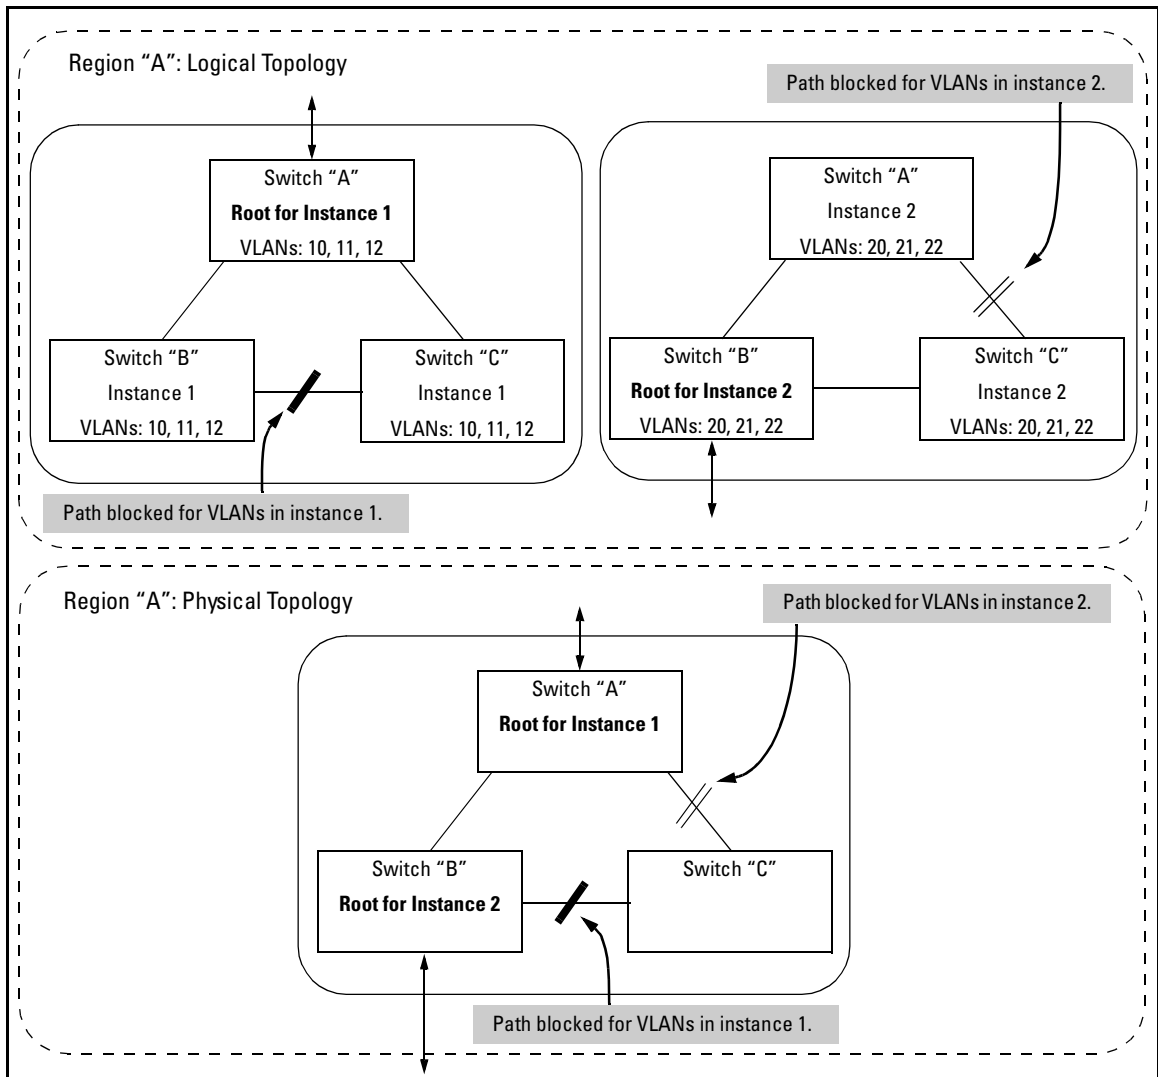 Region “A”: Logical Topology
Path blocked for VLANs in instance 2.
Switch “A”
Root for Instance 1
VLANs: 10, 11, 12
Switch “B”
Instance 1
VLANs: 10, 11, 12
Switch “C”
Instance 1
VLANs: 10, 11, 12
Path blocked for VLANs in instance 1.
Switch “A”
Instance 2
VLANs: 20, 21, 22
Switch “B”
Root for Instance 2
VLANs: 20, 21, 22
Switch “C”
Instance 2
VLANs: 20, 21, 22
Region “A”: Physical Topology
Path blocked for VLANs in instance 2.
Switch “A”
Root for Instance 1
Switch “B”
Root for Instance 2
Switch “C”
Path blocked for VLANs in instance 1.